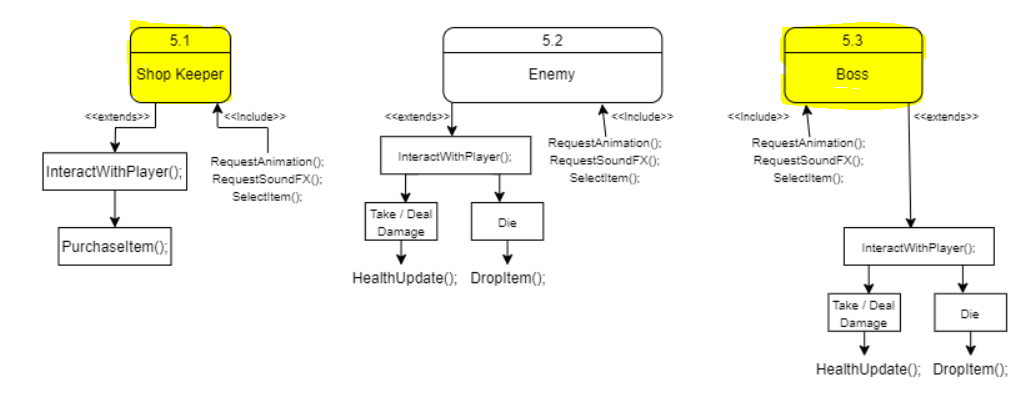 5.1
Shop Keeper
<<extends>>
<<Include>>
InteractWithPlayer();
RequestAnimation();
RequestSoundFX();
SelectItem();
PurchaseItem();
5.2
Enemy
<<extends>>
<<Include>>
InteractWithPlayer();
RequestAnimation();
RequestSoundFX();
SelectItem();
Take / Deal
Damage
Die
HealthUpdate();
DropItem();
5.3
Boss
<<Include>>
<<extends>>
RequestAnimation();
RequestSoundFX();
SelectItem();
InteractWithPlayer();
Take / Deal
Damage
Die
HealthUpdate();
DropItem();